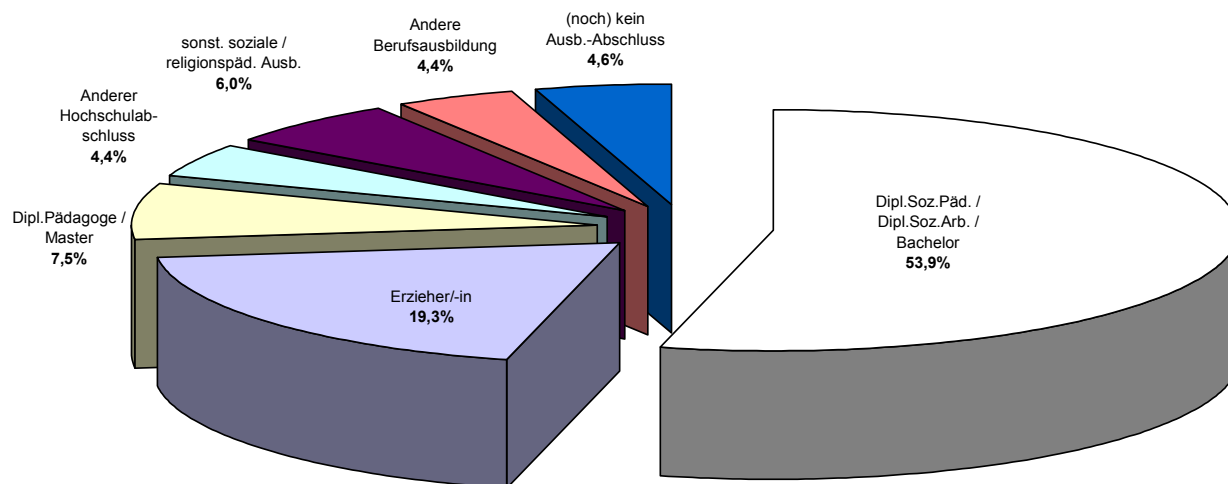 (noch) kein
Ausb.-Abschluss
4,6%
Andere
Berufsausbildung
4,4%
sonst. soziale /
religionspäd. Ausb.
6,0%
Anderer
Hochschulab-
schluss
4,4%
Dipl.Pädagoge /
Master
7,5%
Erzieher/-in
19,3%
Dipl.Soz.Päd. /
Dipl.Soz.Arb. /
Bachelor
53,9%